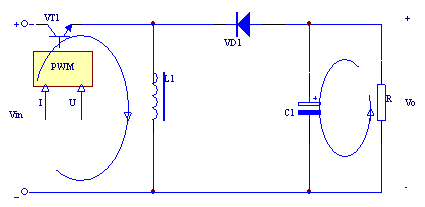 +
VT1
+
VD1
PWM
L1
I
U
+
C1
R
Vin
Vo
-
-